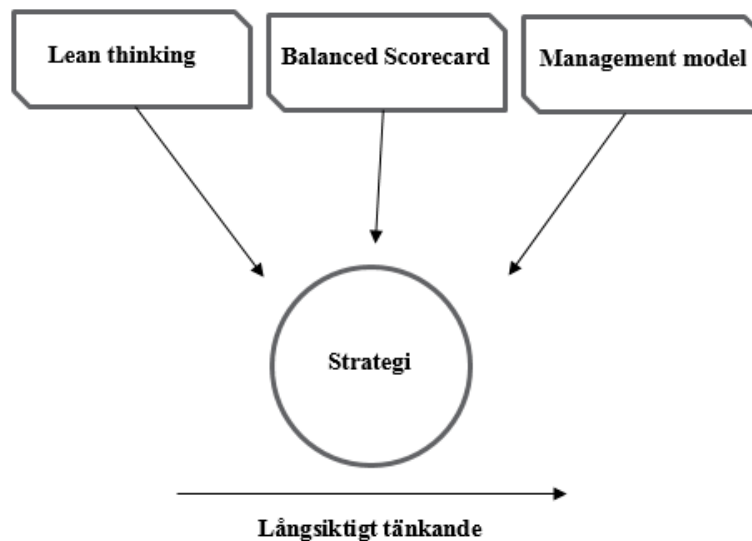 Lean thinking
Balanced Scorecard
Management model
Strategi
Långsiktigt tänkande